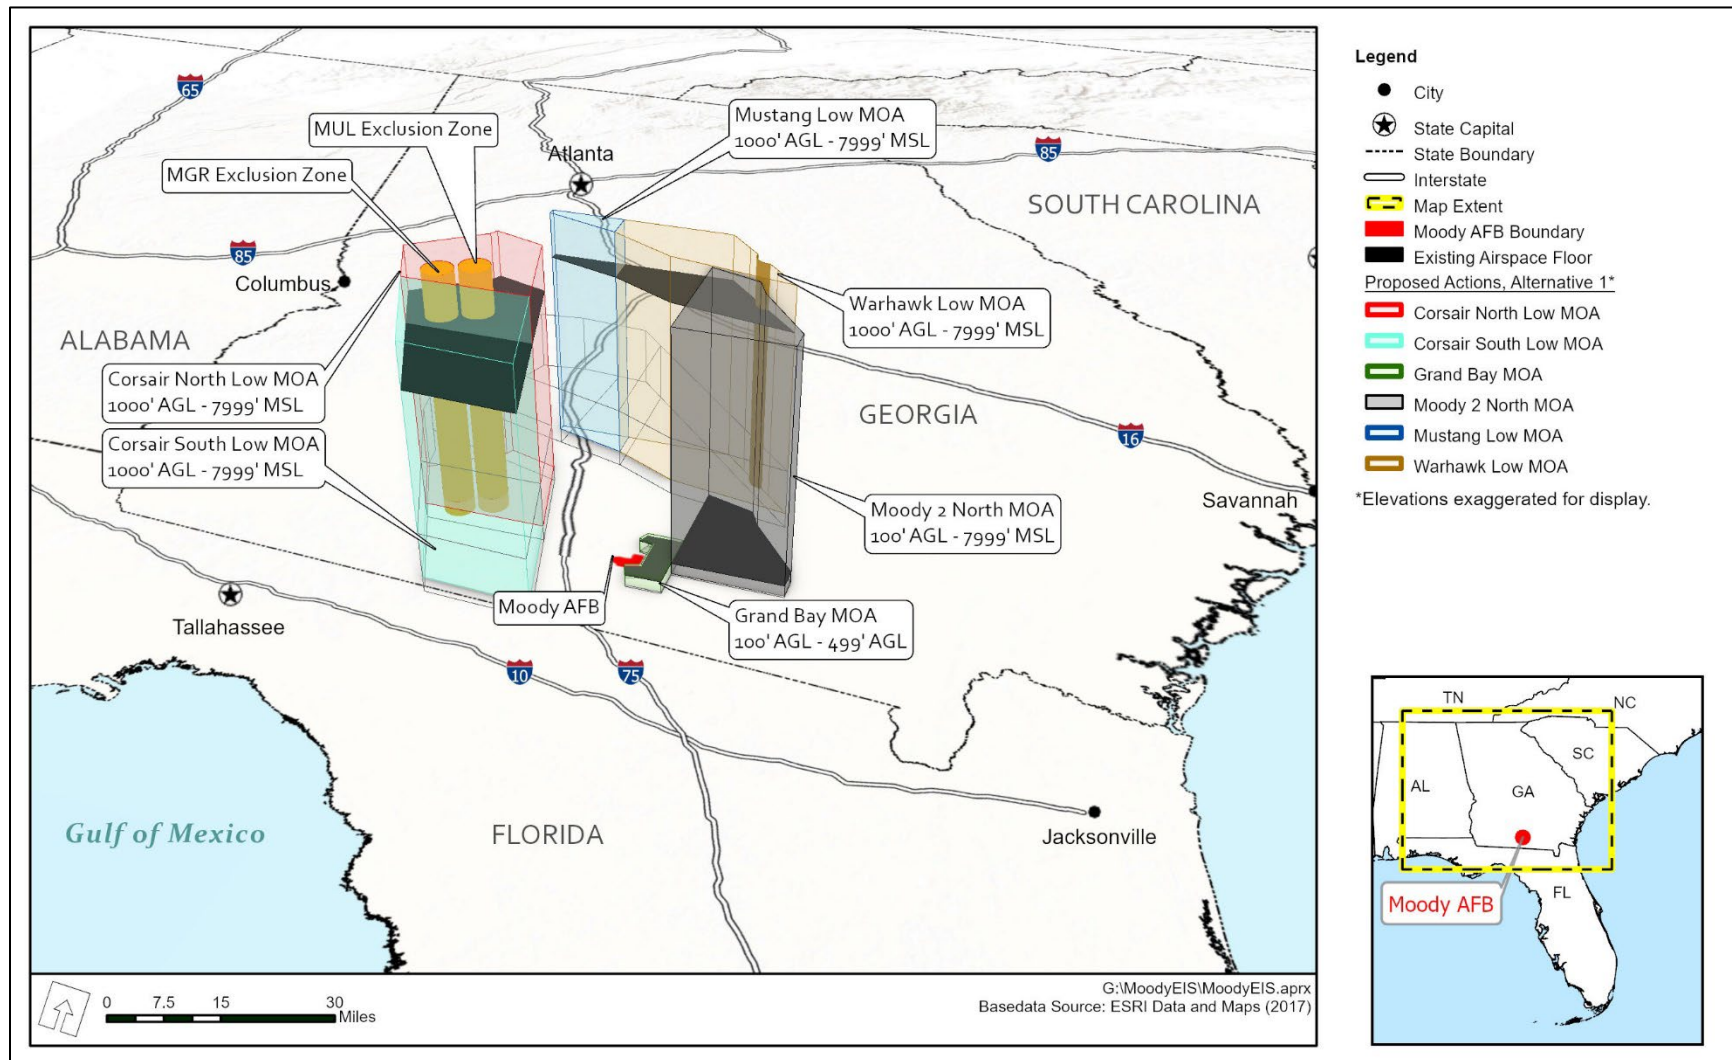 65
MUL Exclusion Zone
MGR Exclusion Zone
Atlanta
Mustang Low MOA
1000' AGL - 7999' MSL
85
SOUTH CAROLINA
85
Columbus
ALABAMA
Warhawk Low MOA
1000' AGL - 7999' MSL
Corsair North Low MOA
1000' AGL - 7999' MSL
GEORGIA
16
Corsair South Low MOA
1000' AGL - 7999' MSL
Savannah
Moody 2 North MOA
100' AGL - 7999' MSL
Moody AFB
Grand Bay MOA
100' AGL - 499' AGL
Tallahassee
10
75
Gulf of Mexico
FLORIDA
Jacksonville
0
7.5
15
30
Miles
G:\MoodyEIS\MoodyEIS.aprx
Basedata Source: ESRI Data and Maps (2017)
Legend
City
State Capital
State Boundary
Interstate
Map Extent
Moody AFB Boundary
Existing Airspace Floor
Proposed Actions, Alternative 1*
Corsair North Low MOA
Corsair South Low MOA
Grand Bay MOA
Moody 2 North MOA
Mustang Low MOA
Warhawk Low MOA
*Elevations exaggerated for display.
TN
NC
SC
AL
GA
FL
Moody AFB